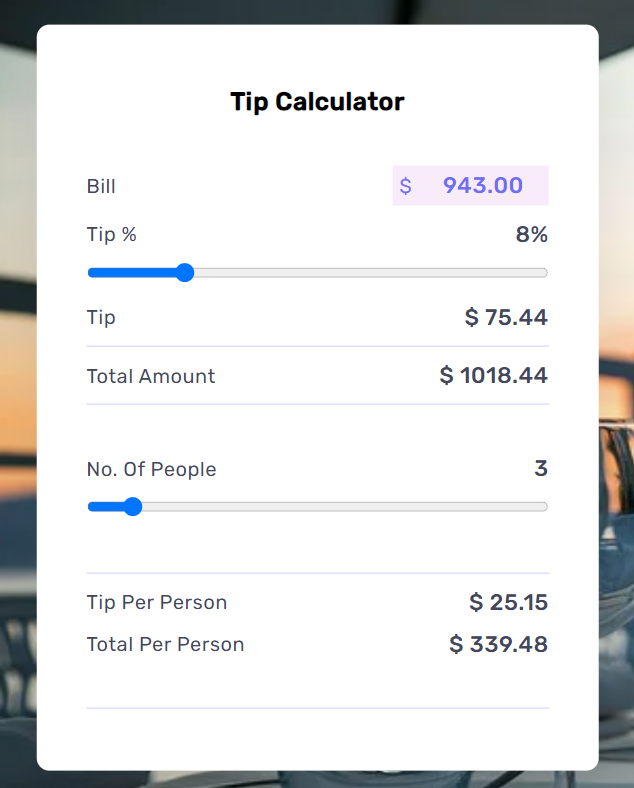 Tip Calculator
Bill $ 943.00
Tip % 8%
Tip $ 75.44
Total Amount $ 1018.44
No. Of People 3
Tip Per Person $ 25.15
Total Per Person $ 339.48